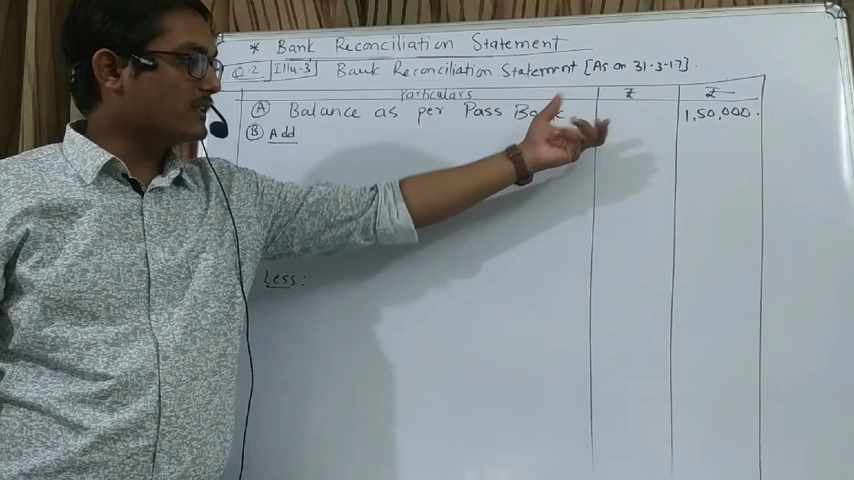 * Bank Reconciliation Statement
Q.2 [Illu-3] Bank Reconciliation Statement [As on 31-3-17].
Particulars ₹ ₹
(A) Balance as per Pass Book 1,50,000.
(B) Add
Less: